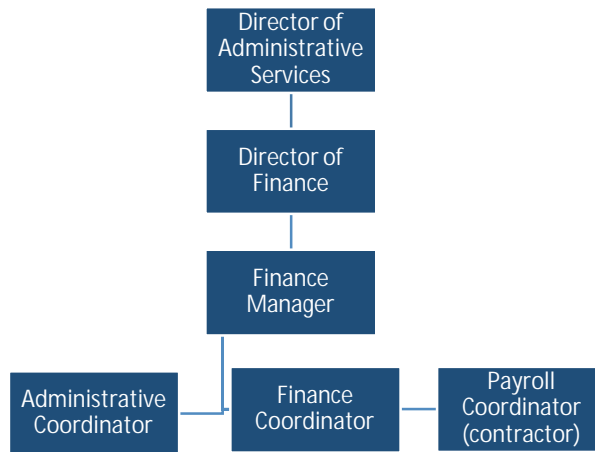 Director of
Administrative
Services
Director of
Finance
Finance
Manager
Administrative
Coordinator
Finance
Coordinator
Payroll
Coordinator
(contractor)